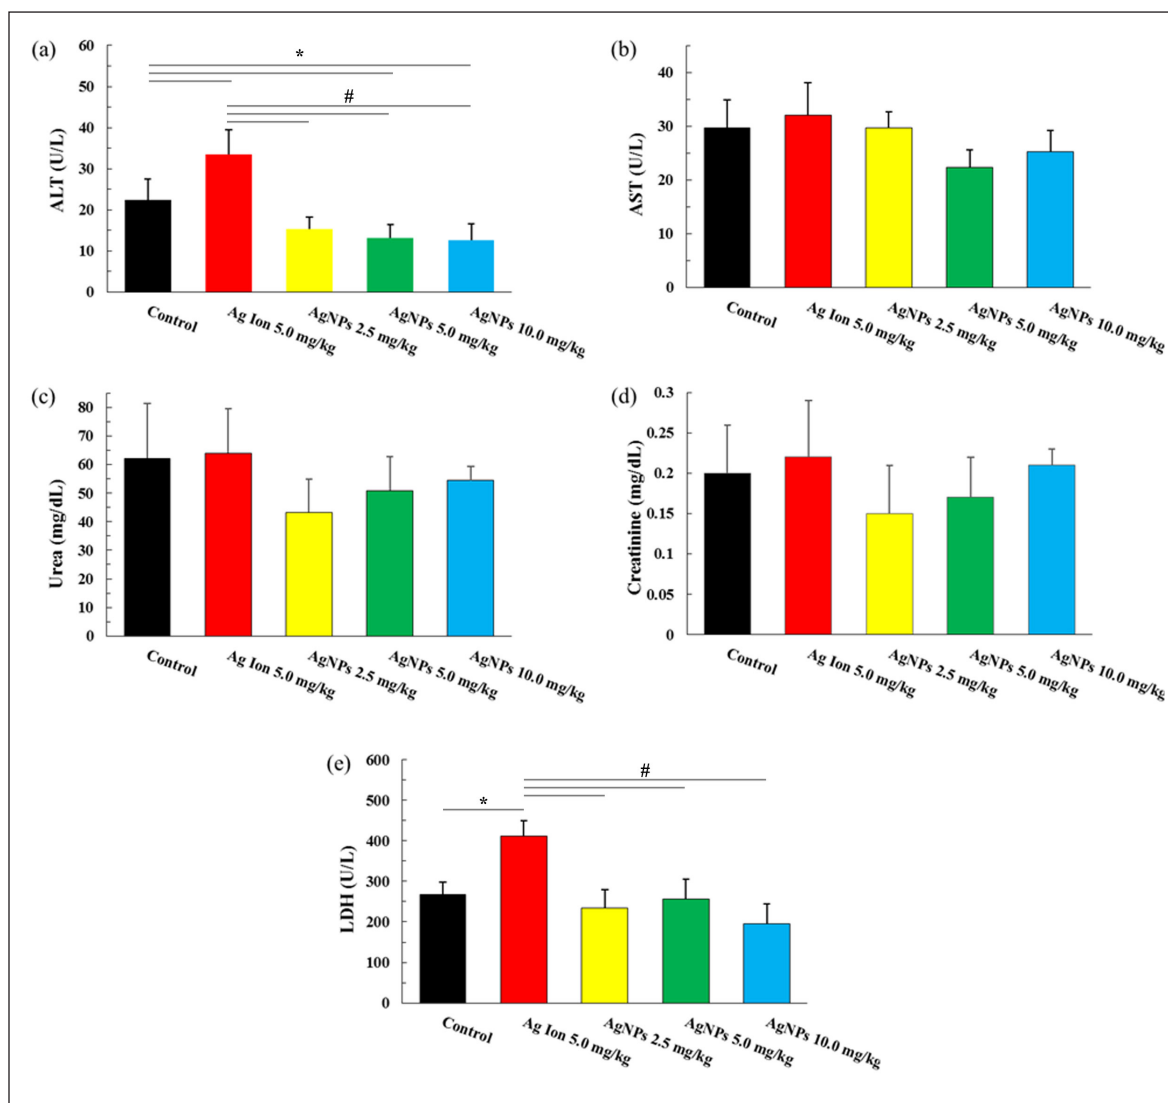 (a)
60
50
40
30
20
10
0
ALT (U/L)
*
#
Control
Ag Ion 5.0 mg/kg
AgNPs 2.5 mg/kg
AgNPs 5.0 mg/kg
AgNPs 10.0 mg/kg
(b)
40
30
20
10
0
AST (U/L)
Control
Ag Ion 5.0 mg/kg
AgNPs 2.5 mg/kg
AgNPs 5.0 mg/kg
AgNPs 10.0 mg/kg
(c)
80
70
60
50
40
30
20
10
0
Urea (mg/dL)
Control
Ag Ion 5.0 mg/kg
AgNPs 2.5 mg/kg
AgNPs 5.0 mg/kg
AgNPs 10.0 mg/kg
(d)
0.3
0.25
0.2
0.15
0.1
0.05
0
Creatinine (mg/dL)
Control
Ag Ion 5.0 mg/kg
AgNPs 2.5 mg/kg
AgNPs 5.0 mg/kg
AgNPs 10.0 mg/kg
(e)
600
500
400
300
200
100
0
LDH (U/L)
*
#
Control
Ag Ion 5.0 mg/kg
AgNPs 2.5 mg/kg
AgNPs 5.0 mg/kg
AgNPs 10.0 mg/kg